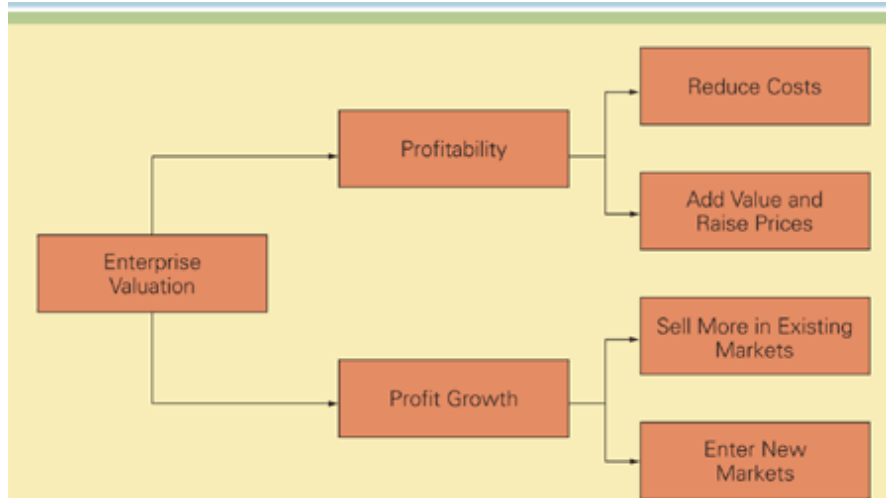 Reduce Costs
Profitability
Add Value and
Raise Prices
Enterprise
Valuation
Sell More in Existing
Markets
Profit Growth
Enter New
Markets